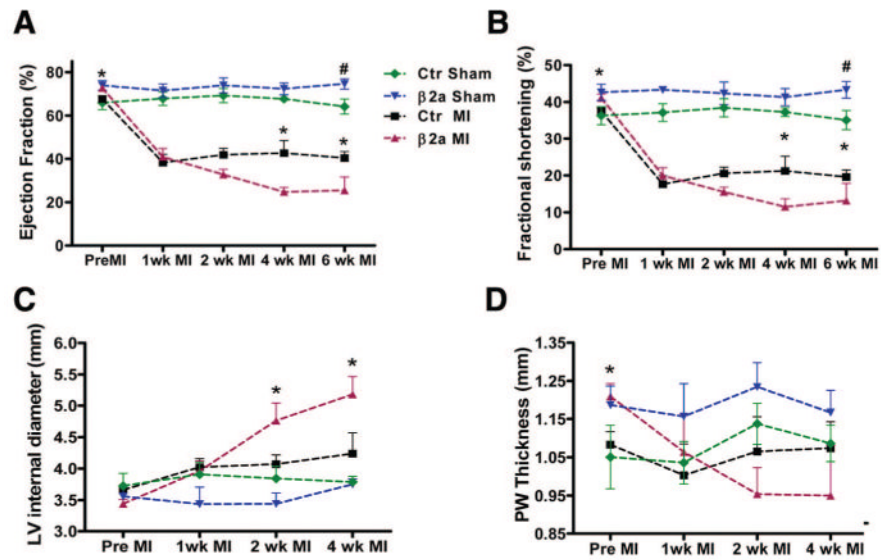 A
Ejection Fraction (%)
80
60
40
20
0
PreMI 1wk MI 2 wk MI 4 wk MI 6 wk MI
*
#
*
*
Ctr Sham
β2a Sham
Ctr MI
β2a MI
B
Fractional shortening (%)
50
40
30
20
10
0
Pre MI 1 wk MI 2 wk MI 4 wk MI 6 wk MI
*
#
*
*
C
LV internal diameter (mm)
6.0
5.5
5.0
4.5
4.0
3.5
3.0
Pre MI 1wk MI 2 wk MI 4 wk MI
*
*
D
PW Thickness (mm)
1.35
1.25
1.15
1.05
0.95
0.85
Pre MI 1wk MI 2 wk MI 4 wk MI
*